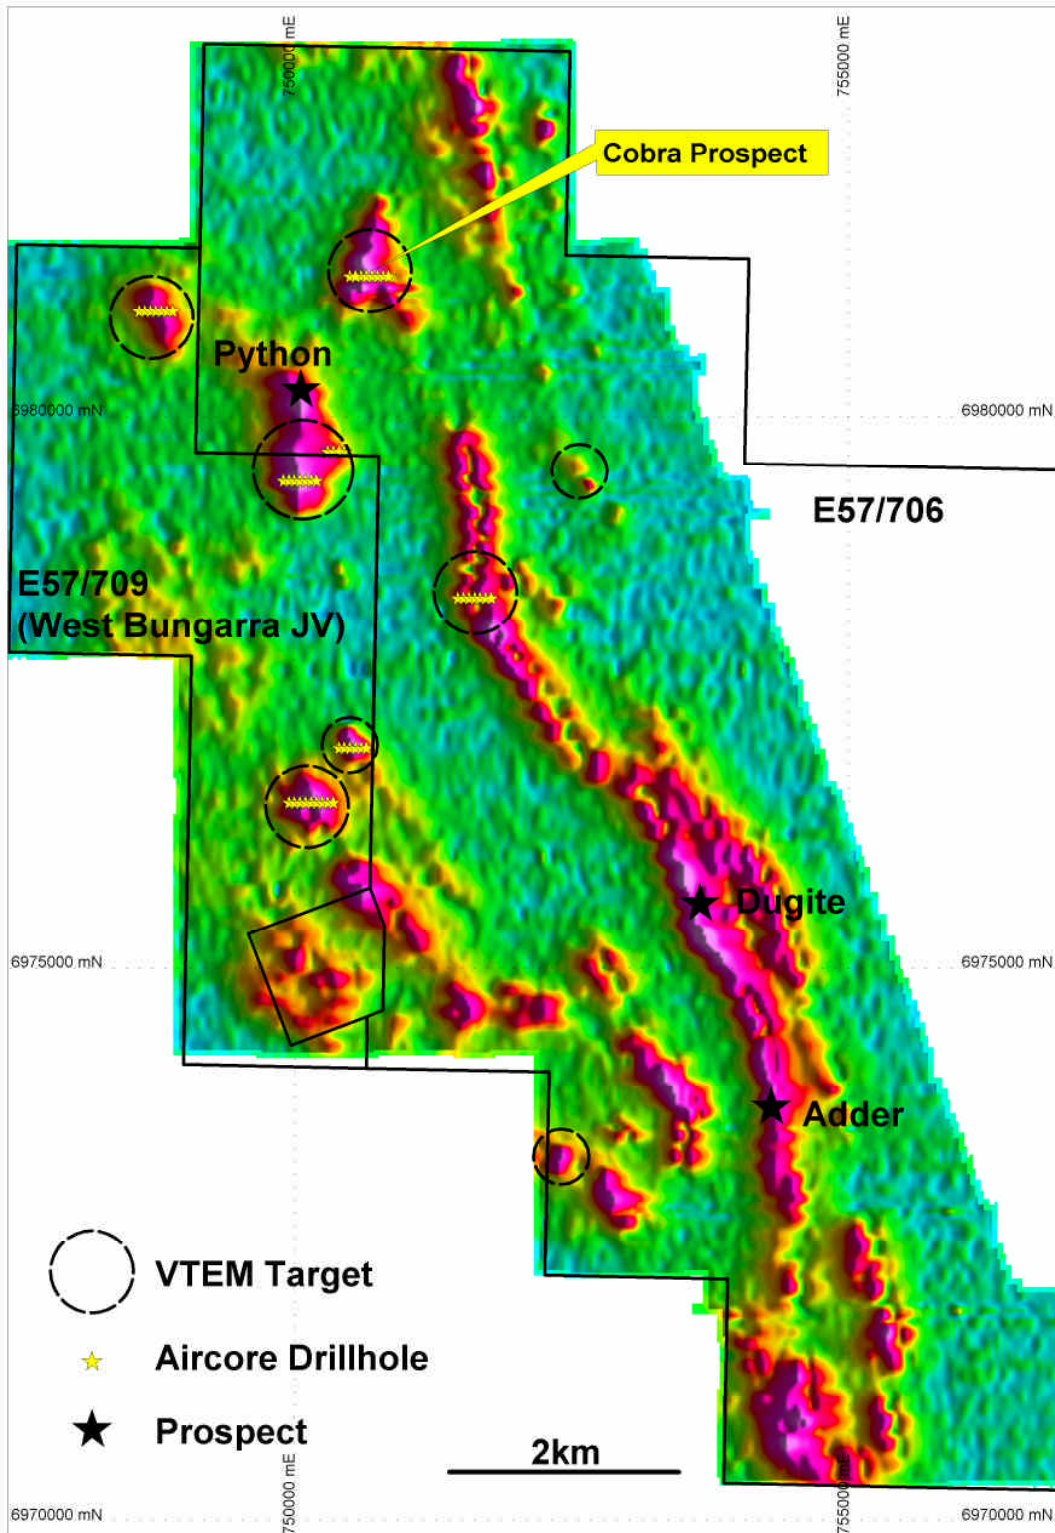 750000 mE
755000 mE
Cobra Prospect
Python
6980000 mN
6980000 mN
E57/706
E57/709
(West Bungarra JV)
Dugite
6975000 mN
6975000 mN
Adder
VTEM Target
Aircore Drillhole
Prospect
2km
750000 mE
755000 mE
6970000 mN
6970000 mN